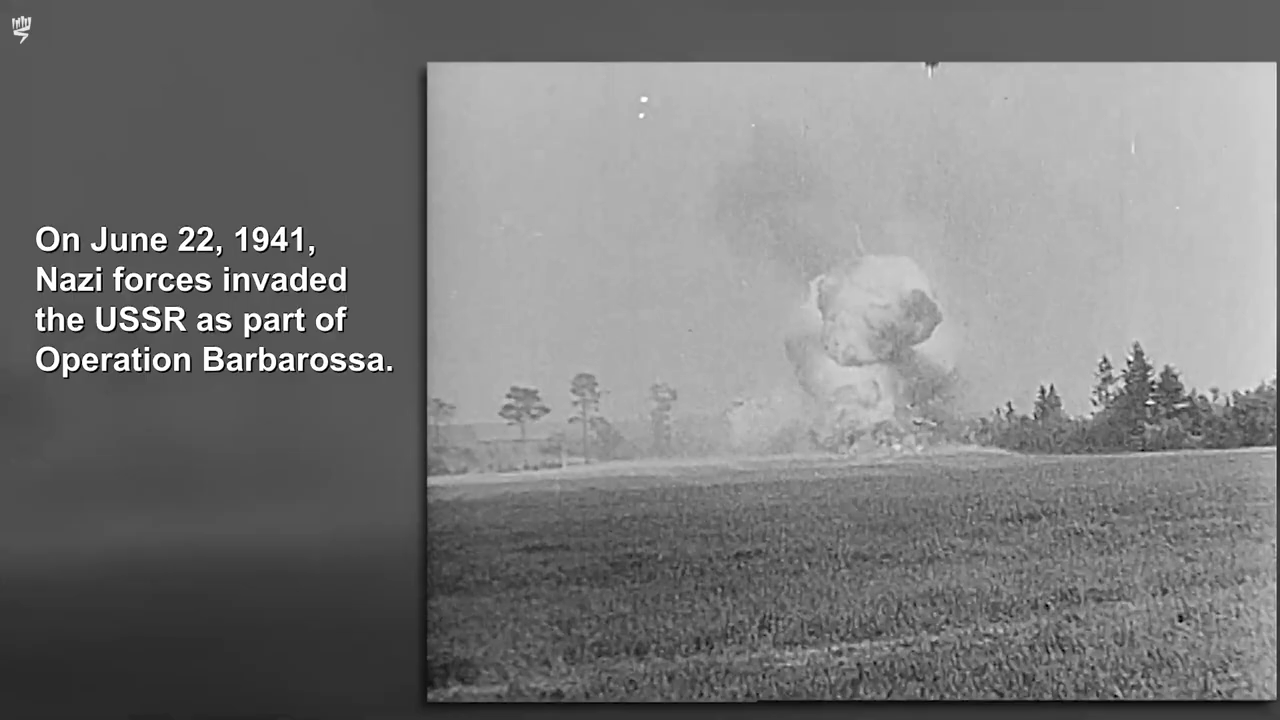 On June 22, 1941,
Nazi forces invaded
the USSR as part of
Operation Barbarossa.